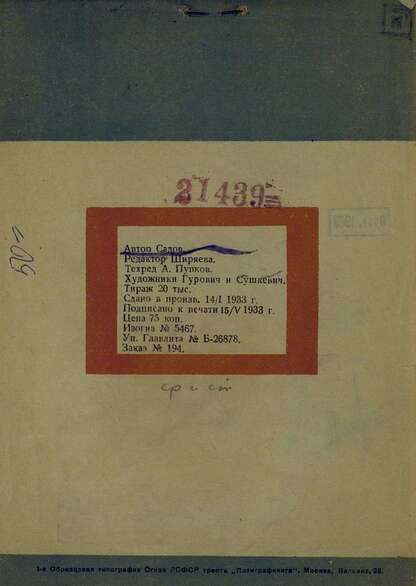 21439
Автор Садов.
Редактор Ширяева.
Техред А. Пупков.
Художники Гурович и Сушкевич.
Тираж 20 тыс.
Сдано в произв. 14/I 1933 г.
Подписано к печати 15/V 1933 г.
Цена 75 коп.
Изогиз № 5467.
Уп. Главлита № Б-26878.
Заказ № 194.
1-я Образцовая типография Огиза РСФСР треста „Полиграфкнига“. Москва, Валовая, 28.